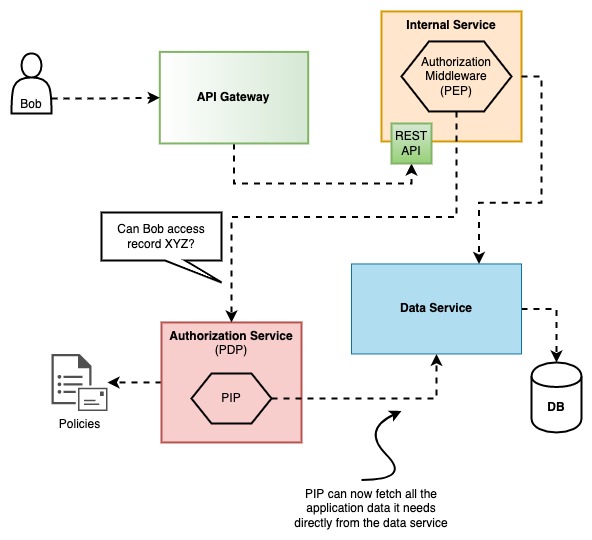 Internal Service
Authorization
Middleware
(PEP)
Bob
API Gateway
REST
API
Can Bob access
record XYZ?
Data Service
Authorization Service
(PDP)
PIP
Policies
DB
PIP can now fetch all the
application data it needs
directly from the data service